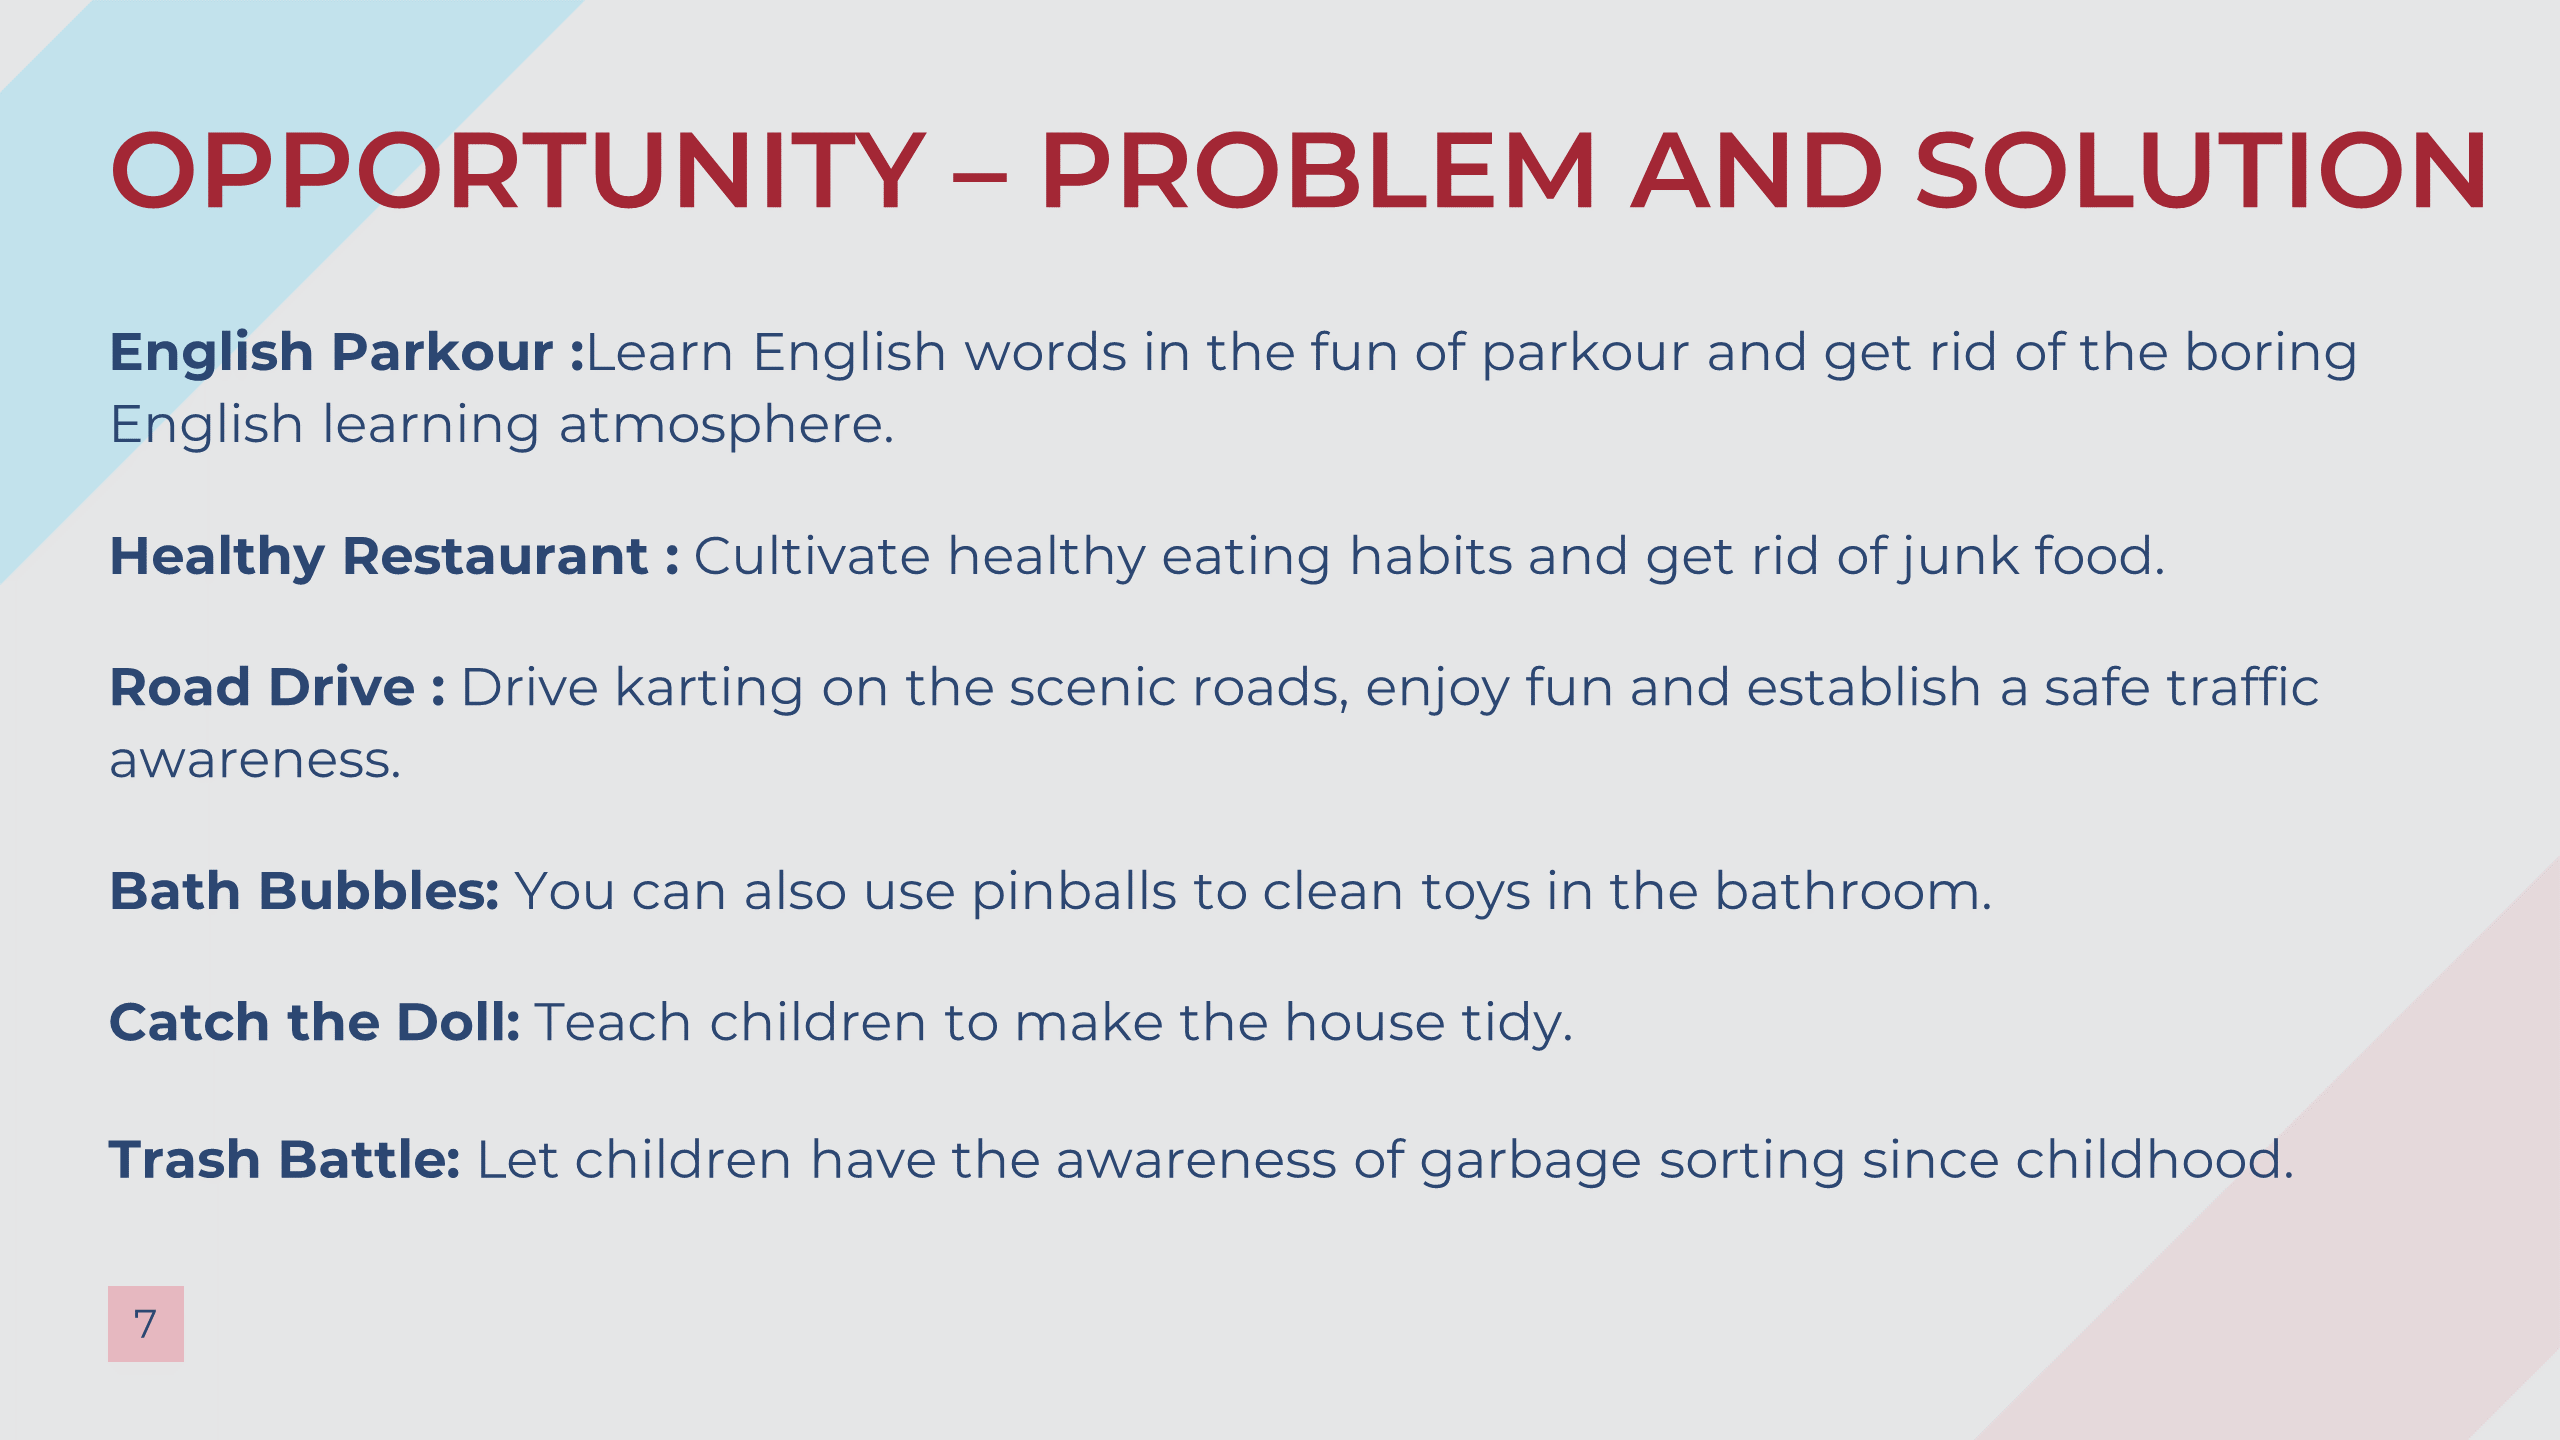 OPPORTUNITY – PROBLEM AND SOLUTION
English Parkour :Learn English words in the fun of parkour and get rid of the boring
English learning atmosphere.
Healthy Restaurant : Cultivate healthy eating habits and get rid of junk food.
Road Drive : Drive karting on the scenic roads, enjoy fun and establish a safe traffic
awareness.
Bath Bubbles: You can also use pinballs to clean toys in the bathroom.
Catch the Doll: Teach children to make the house tidy.
Trash Battle: Let children have the awareness of garbage sorting since childhood.
7